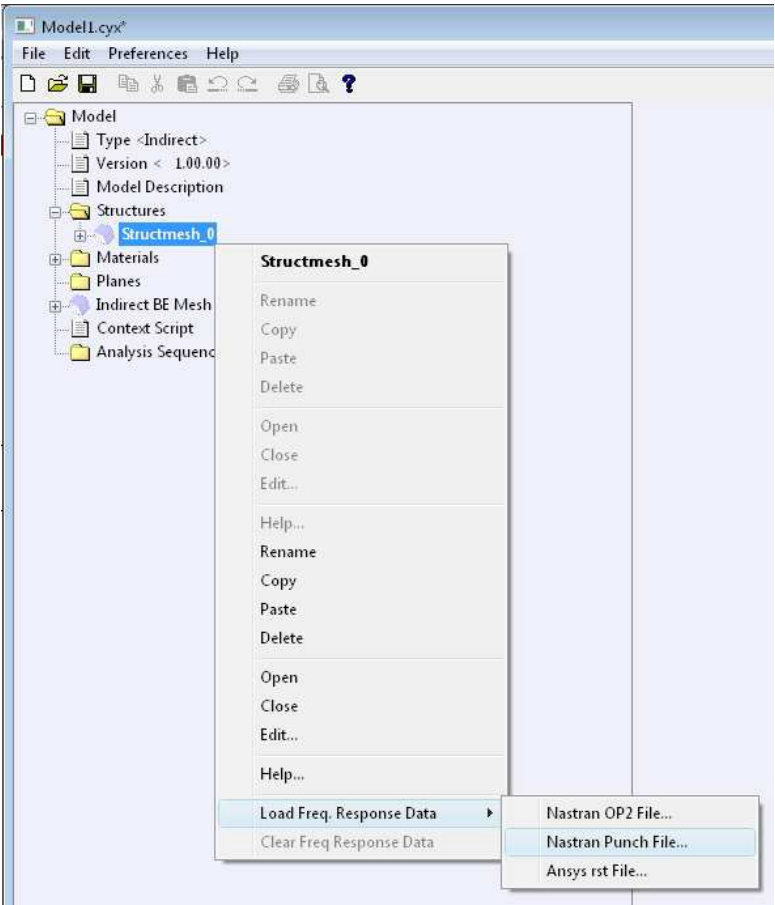 Model1.cyx*
File Edit Preferences Help
Model
Type <Indirect>
Version < 1.00.00>
Model Description
Structures
Structmesh_0
Materials
Planes
Indirect BE Mesh
Context Script
Analysis Sequenc
Structmesh_0
Rename
Copy
Paste
Delete
Open
Close
Edit...
Help...
Rename
Copy
Paste
Delete
Open
Close
Edit...
Help...
Load Freq. Response Data
Clear Freq Response Data
Nastran OP2 File...
Nastran Punch File...
Ansys rst File...